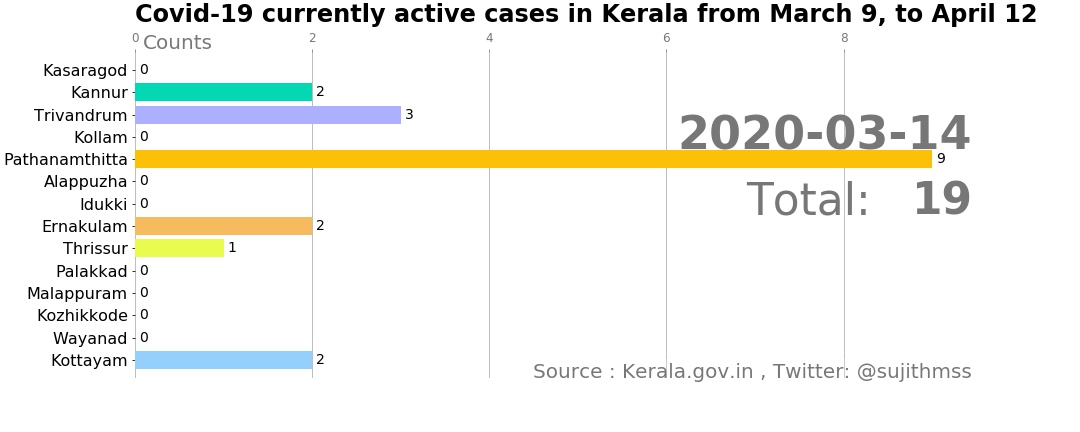 Covid-19 currently active cases in Kerala from March 9, to April 12
0 2 4 6 8
Counts
Kasaragod 0
Kannur 2
Trivandrum 3
2020-03-14
Kollam 0
Pathanamthitta 9
Alappuzha 0
Total: 19
Idukki 0
Ernakulam 2
Thrissur 1
Palakkad 0
Malappuram 0
Kozhikkode 0
Wayanad 0
Kottayam 2
Source : Kerala.gov.in , Twitter: @sujithmss